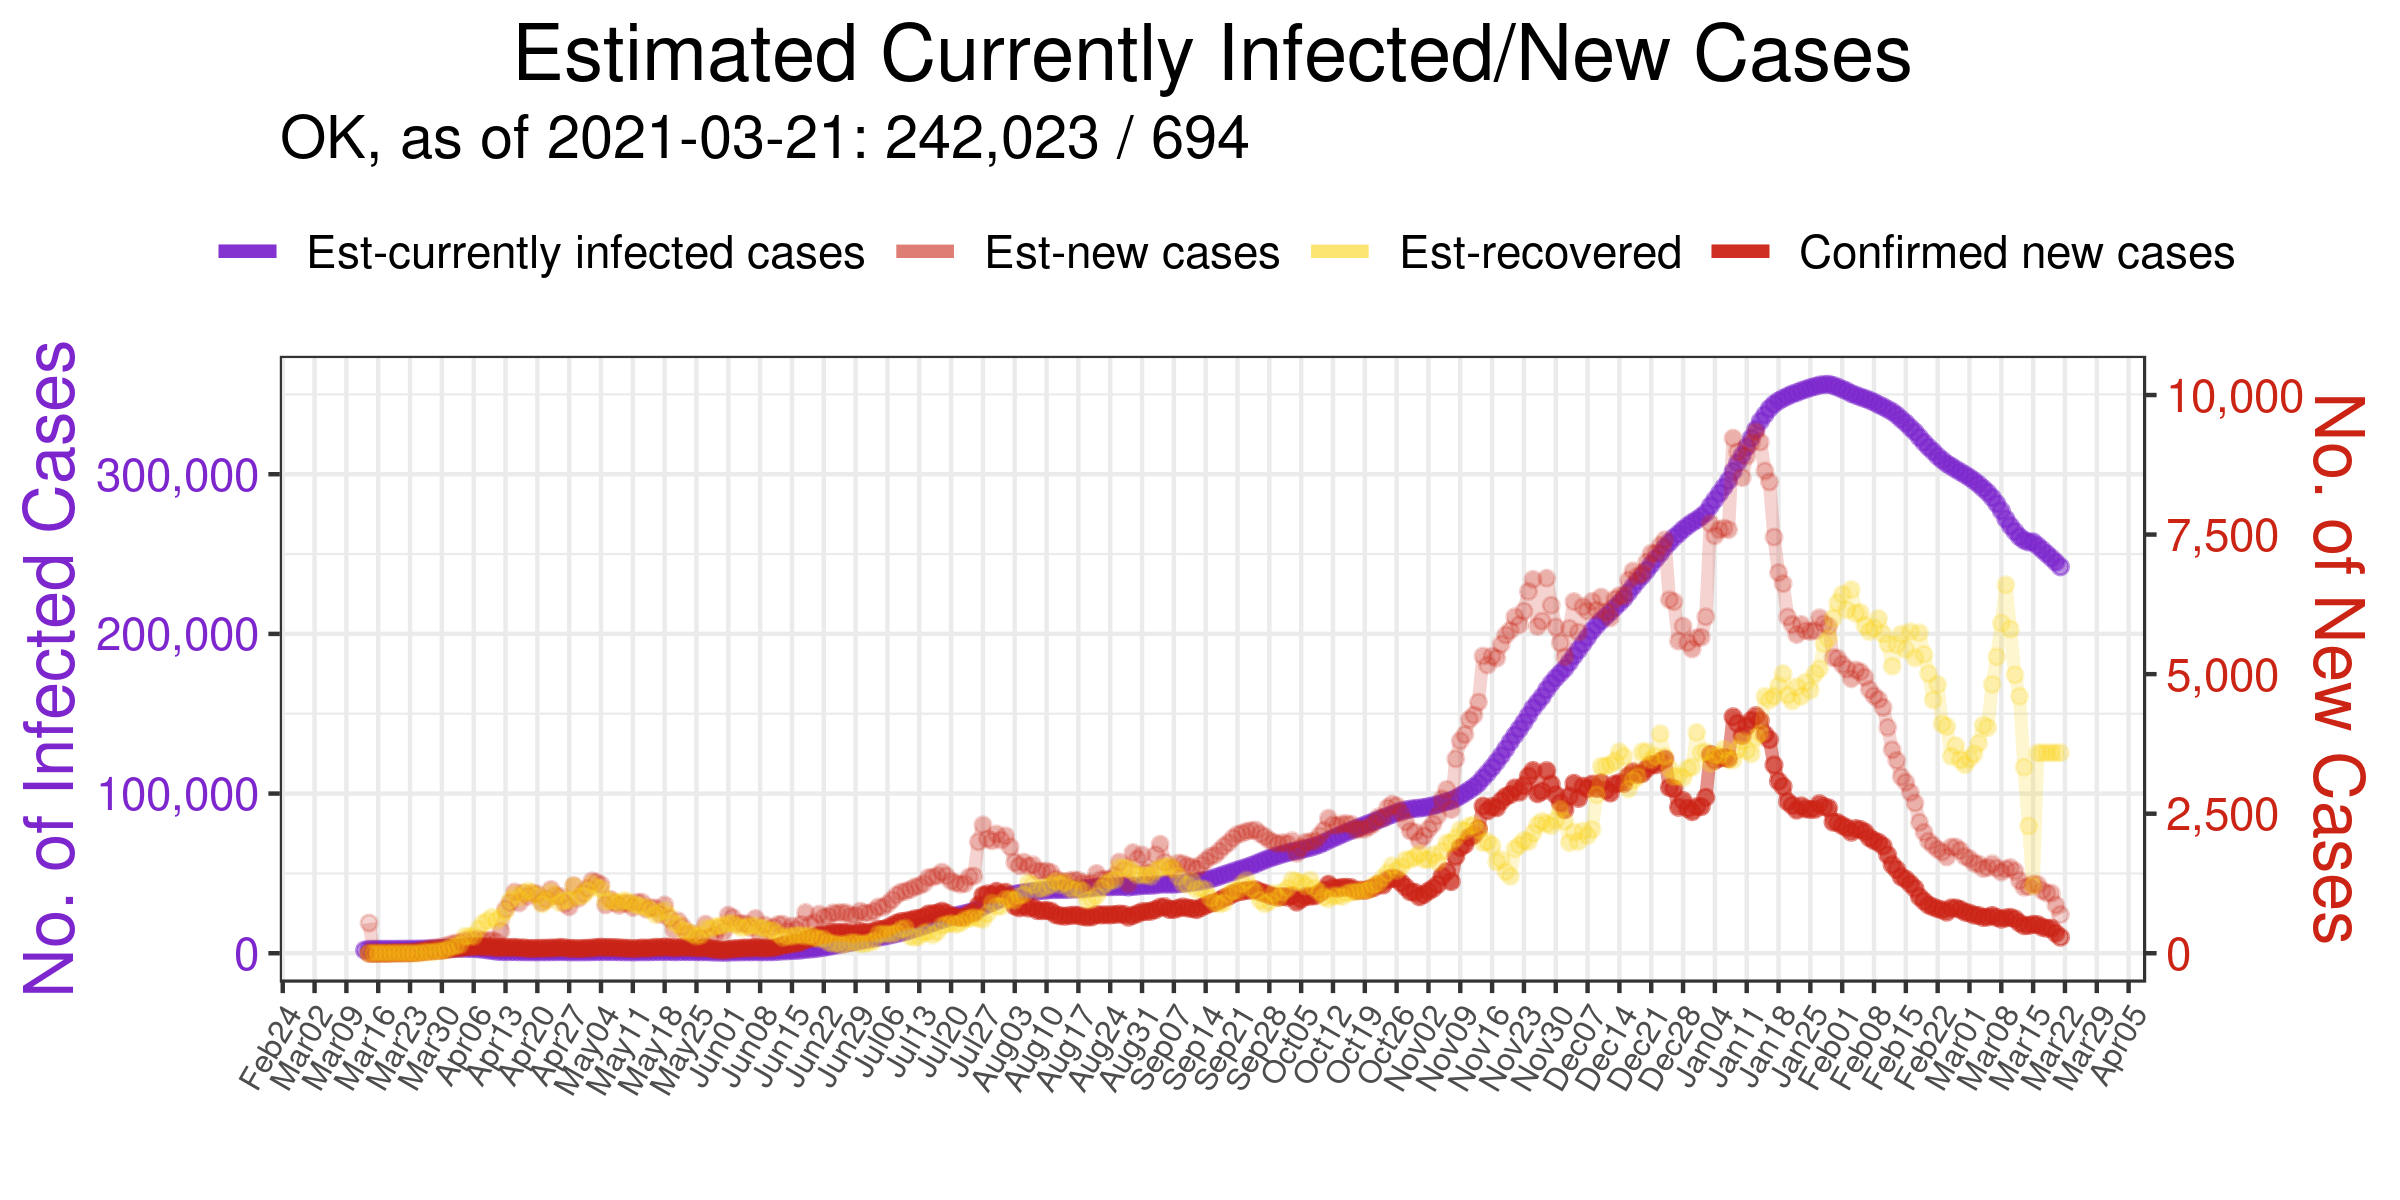 Estimated Currently Infected/New Cases
OK, as of 2021-03-21: 242,023 / 694
Est-currently infected cases Est-new cases Est-recovered Confirmed new cases
No. of Infected Cases
300,000
200,000
100,000
0
10,000
7,500
5,000
2,500
0
No. of New Cases
Feb24 Mar02 Mar09 Mar16 Mar23 Mar30 Apr06 Apr13 Apr20 Apr27 May04 May11 May18 May25 Jun01 Jun08 Jun15 Jun22 Jun29 Jul06 Jul13 Jul20 Jul27 Aug03 Aug10 Aug17 Aug24 Aug31 Sep07 Sep14 Sep21 Sep28 Oct05 Oct12 Oct19 Oct26 Nov02 Nov09 Nov16 Nov23 Nov30 Dec07 Dec14 Dec21 Dec28 Jan04 Jan11 Jan18 Jan25 Feb01 Feb08 Feb15 Feb22 Mar01 Mar08 Mar15 Mar22 Mar29 Apr05